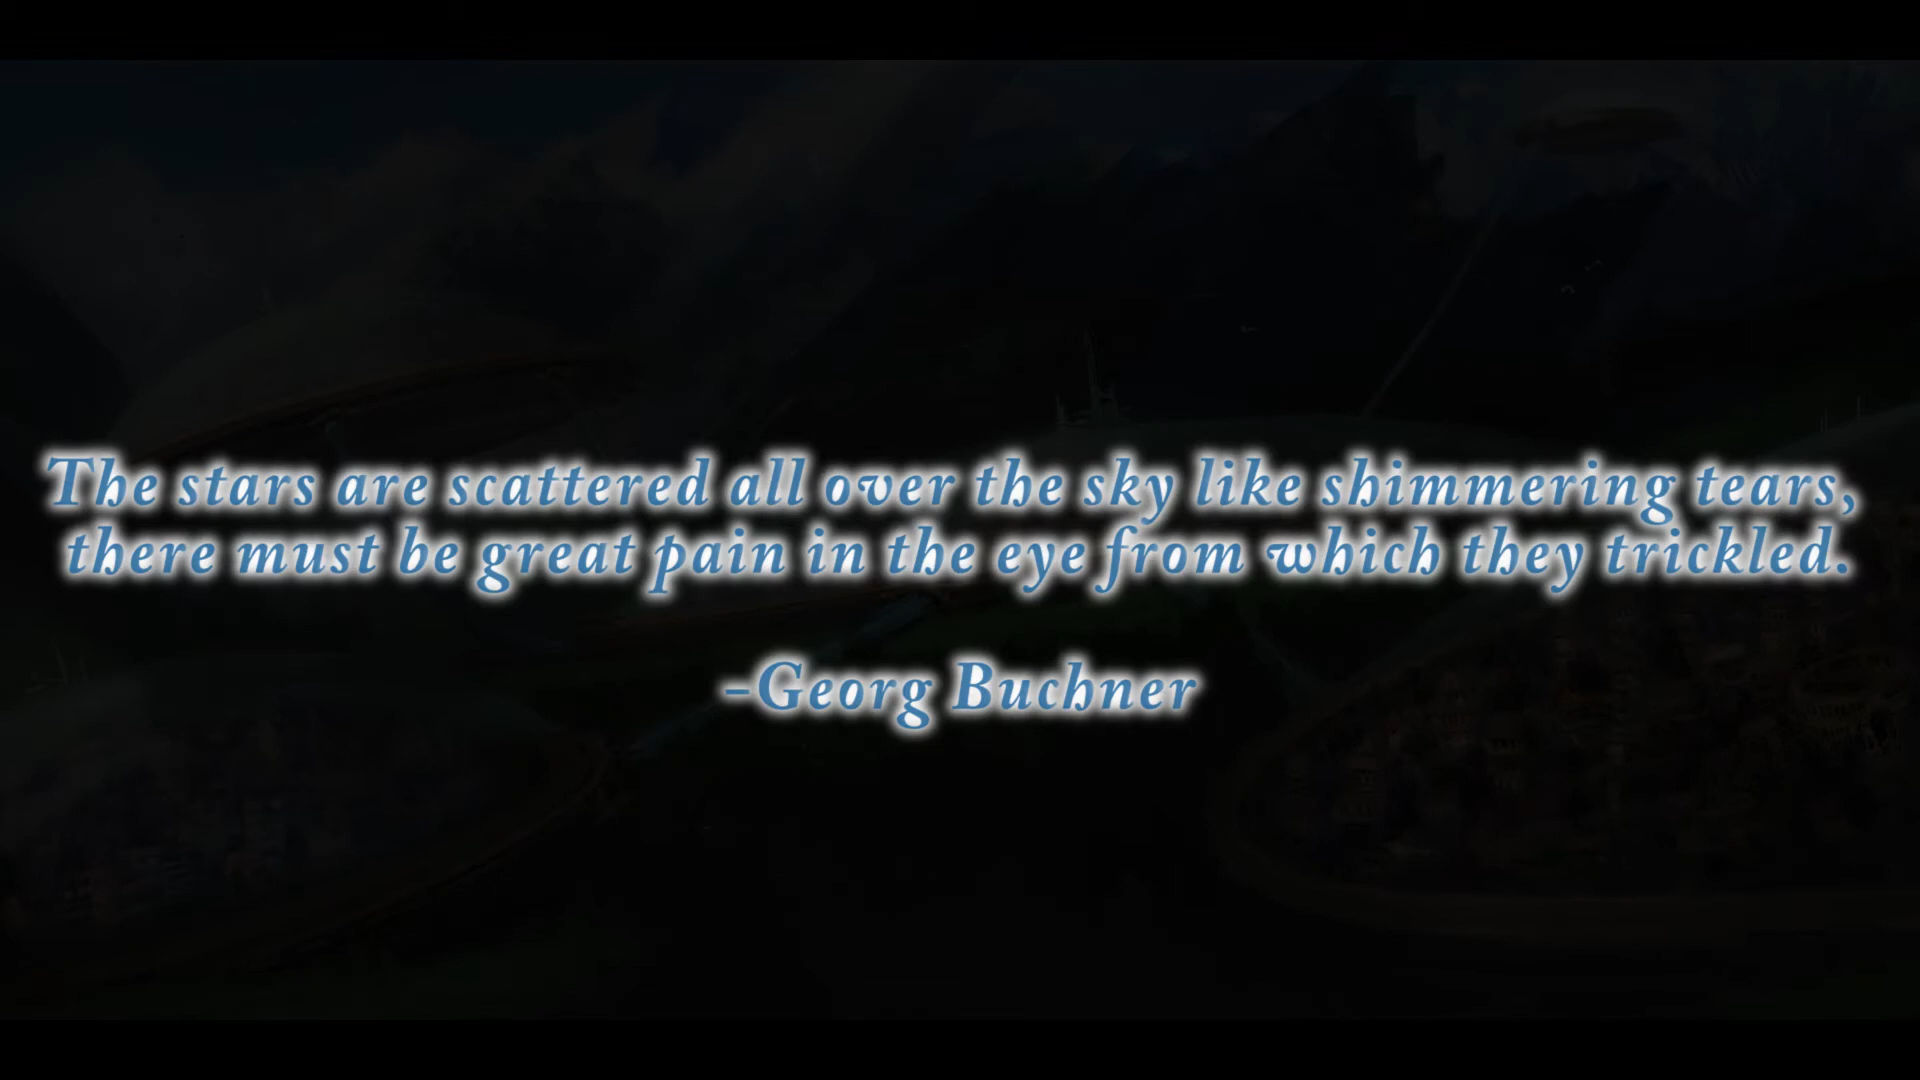 The stars are scattered all over the sky like shimmering tears,
there must be great pain in the eye from which they trickled.
-Georg Buchner